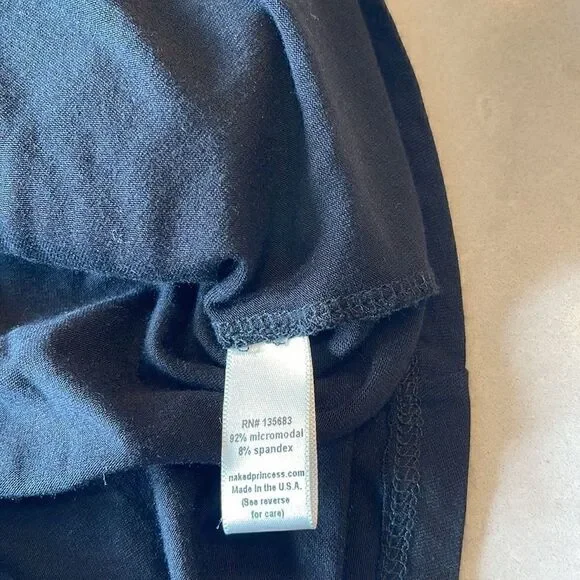 RN# 135683
92% micromodal
8% spandex
nakedprincess.com
Made in the U.S.A.
(See reverse
for care)